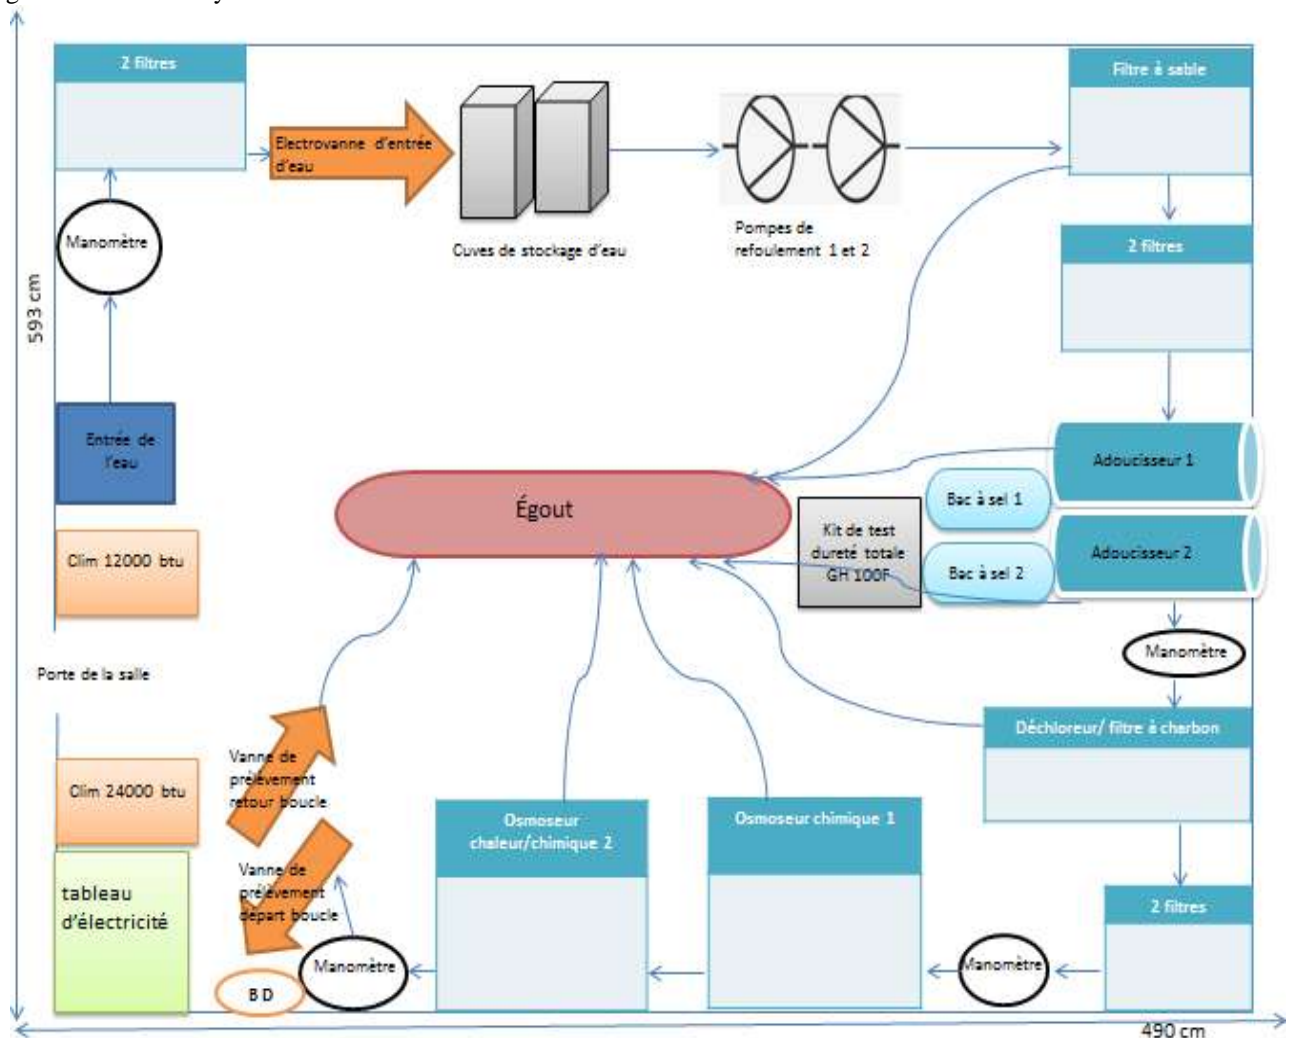 2 filtres
Filtre à sable
Electrovanne d'entrée
d'eau
Manomètre
Cuves de stockage d'eau
Pompes de
refoulement 1 et 2
2 filtres
593 cm
Entrée de
l'eau
Adoucisseur 1
Bac à sel 1
Égout
Kit de test
dureté totale
GH 100F
Clim 12000 btu
Adoucisseur 2
Bac à sel 2
Manomètre
Porte de la salle
Déchloreur/ filtre à charbon
Vanne de
prélèvement
retour boucle
Clim 24000 btu
Osmoseur
chaleur/chimique 2
Osmoseur chimique 1
Vanne de
prélèvement
départ boucle
tableau
d'électricité
2 filtres
Manomètre
Manomètre
B D
490 cm